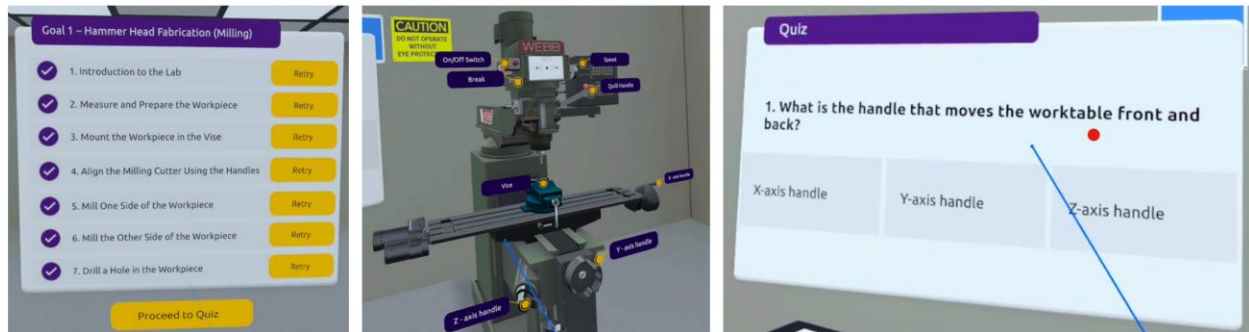 Goal 1 – Hammer Head Fabrication (Milling)
1. Introduction to the Lab
Retry
2. Measure and Prepare the Workpiece
Retry
3. Mount the Workpiece in the Vise
Retry
4. Align the Milling Cutter Using the Handles
Retry
5. Mill One Side of the Workpiece
Retry
6. Mill the Other Side of the Workpiece
Retry
7. Drill a Hole in the Workpiece
Retry
Proceed to Quiz
CAUTION
DO NOT OPERATE
WITHOUT
EYE PROTEC
WEBB
On/Off Switch
Speed
Break
Quill Handle
Vice
X - axis handle
Y - axis handle
Z - axis handle
Quiz
1. What is the handle that moves the worktable front and
back?
X-axis handle
Y-axis handle
Z-axis handle